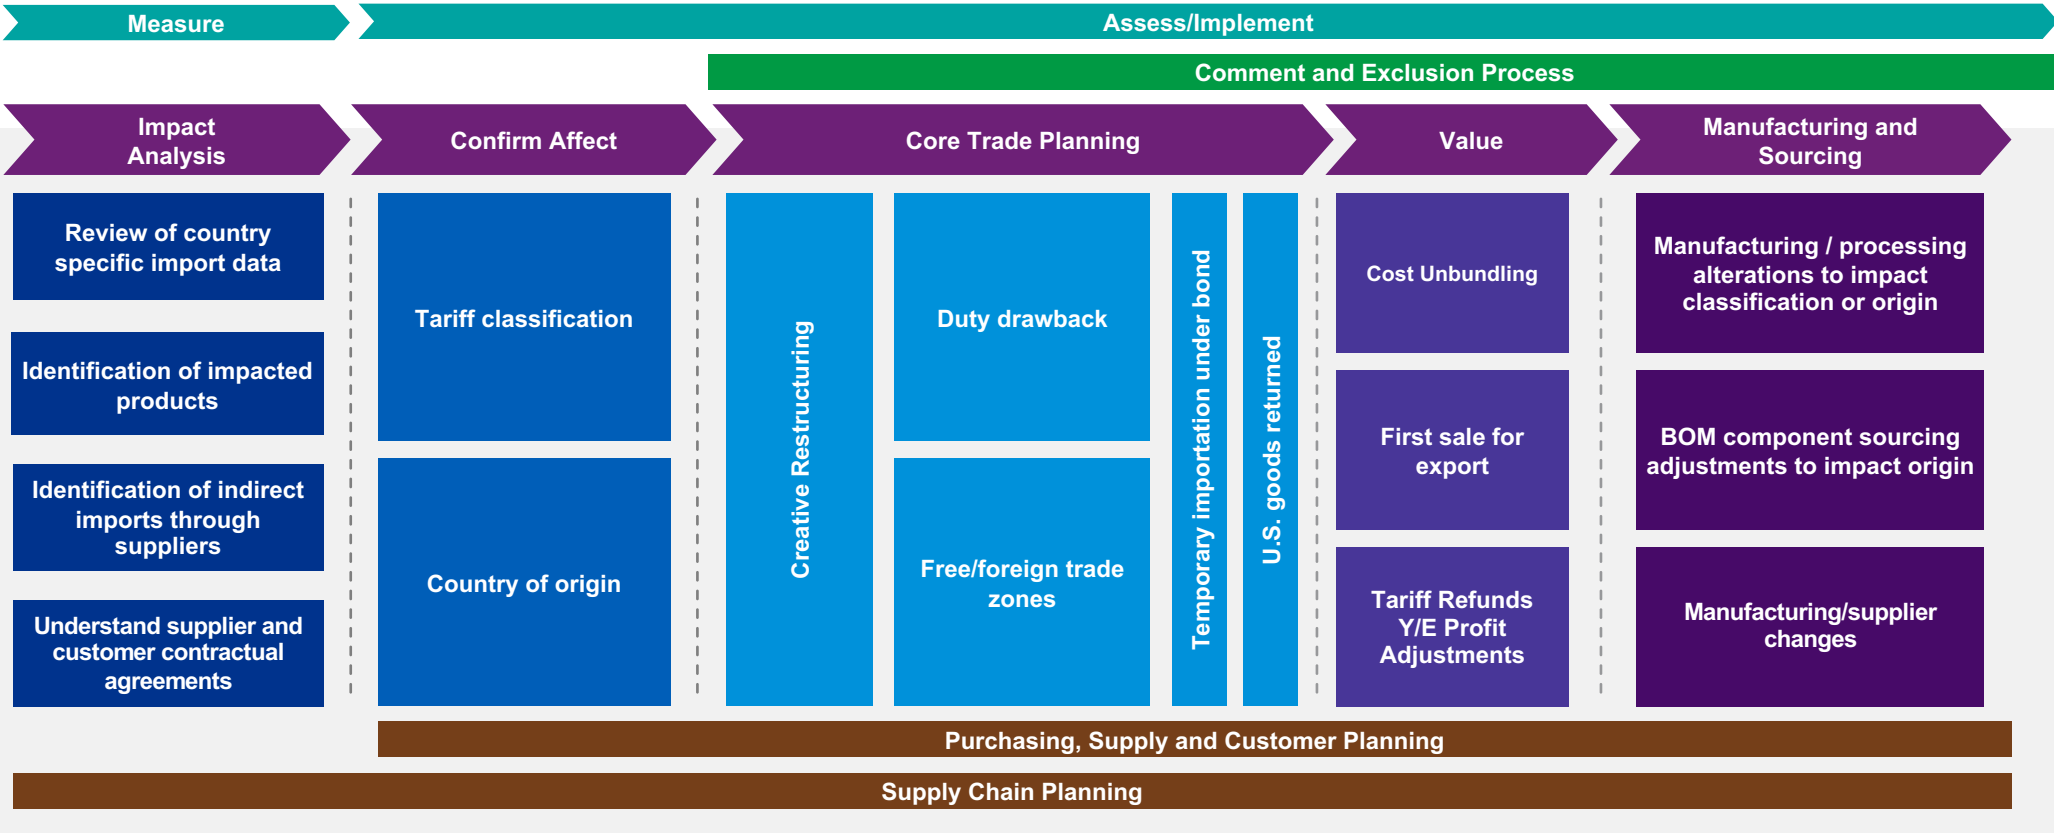 Measure
Assess/Implement
Comment and Exclusion Process
Impact
Analysis
Confirm Affect
Core Trade Planning
Value
Manufacturing and
Sourcing
Review of country
specific import data
Identification of impacted
products
Identification of indirect
imports through
suppliers
Understand supplier and
customer contractual
agreements
Tariff classification
Country of origin
Creative Restructuring
Duty drawback
Free/foreign trade
zones
Temporary importation under bond
U.S. goods returned
Cost Unbundling
First sale for
export
Tariff Refunds
Y/E Profit
Adjustments
Manufacturing / processing
alterations to impact
classification or origin
BOM component sourcing
adjustments to impact origin
Manufacturing/supplier
changes
Purchasing, Supply and Customer Planning
Supply Chain Planning